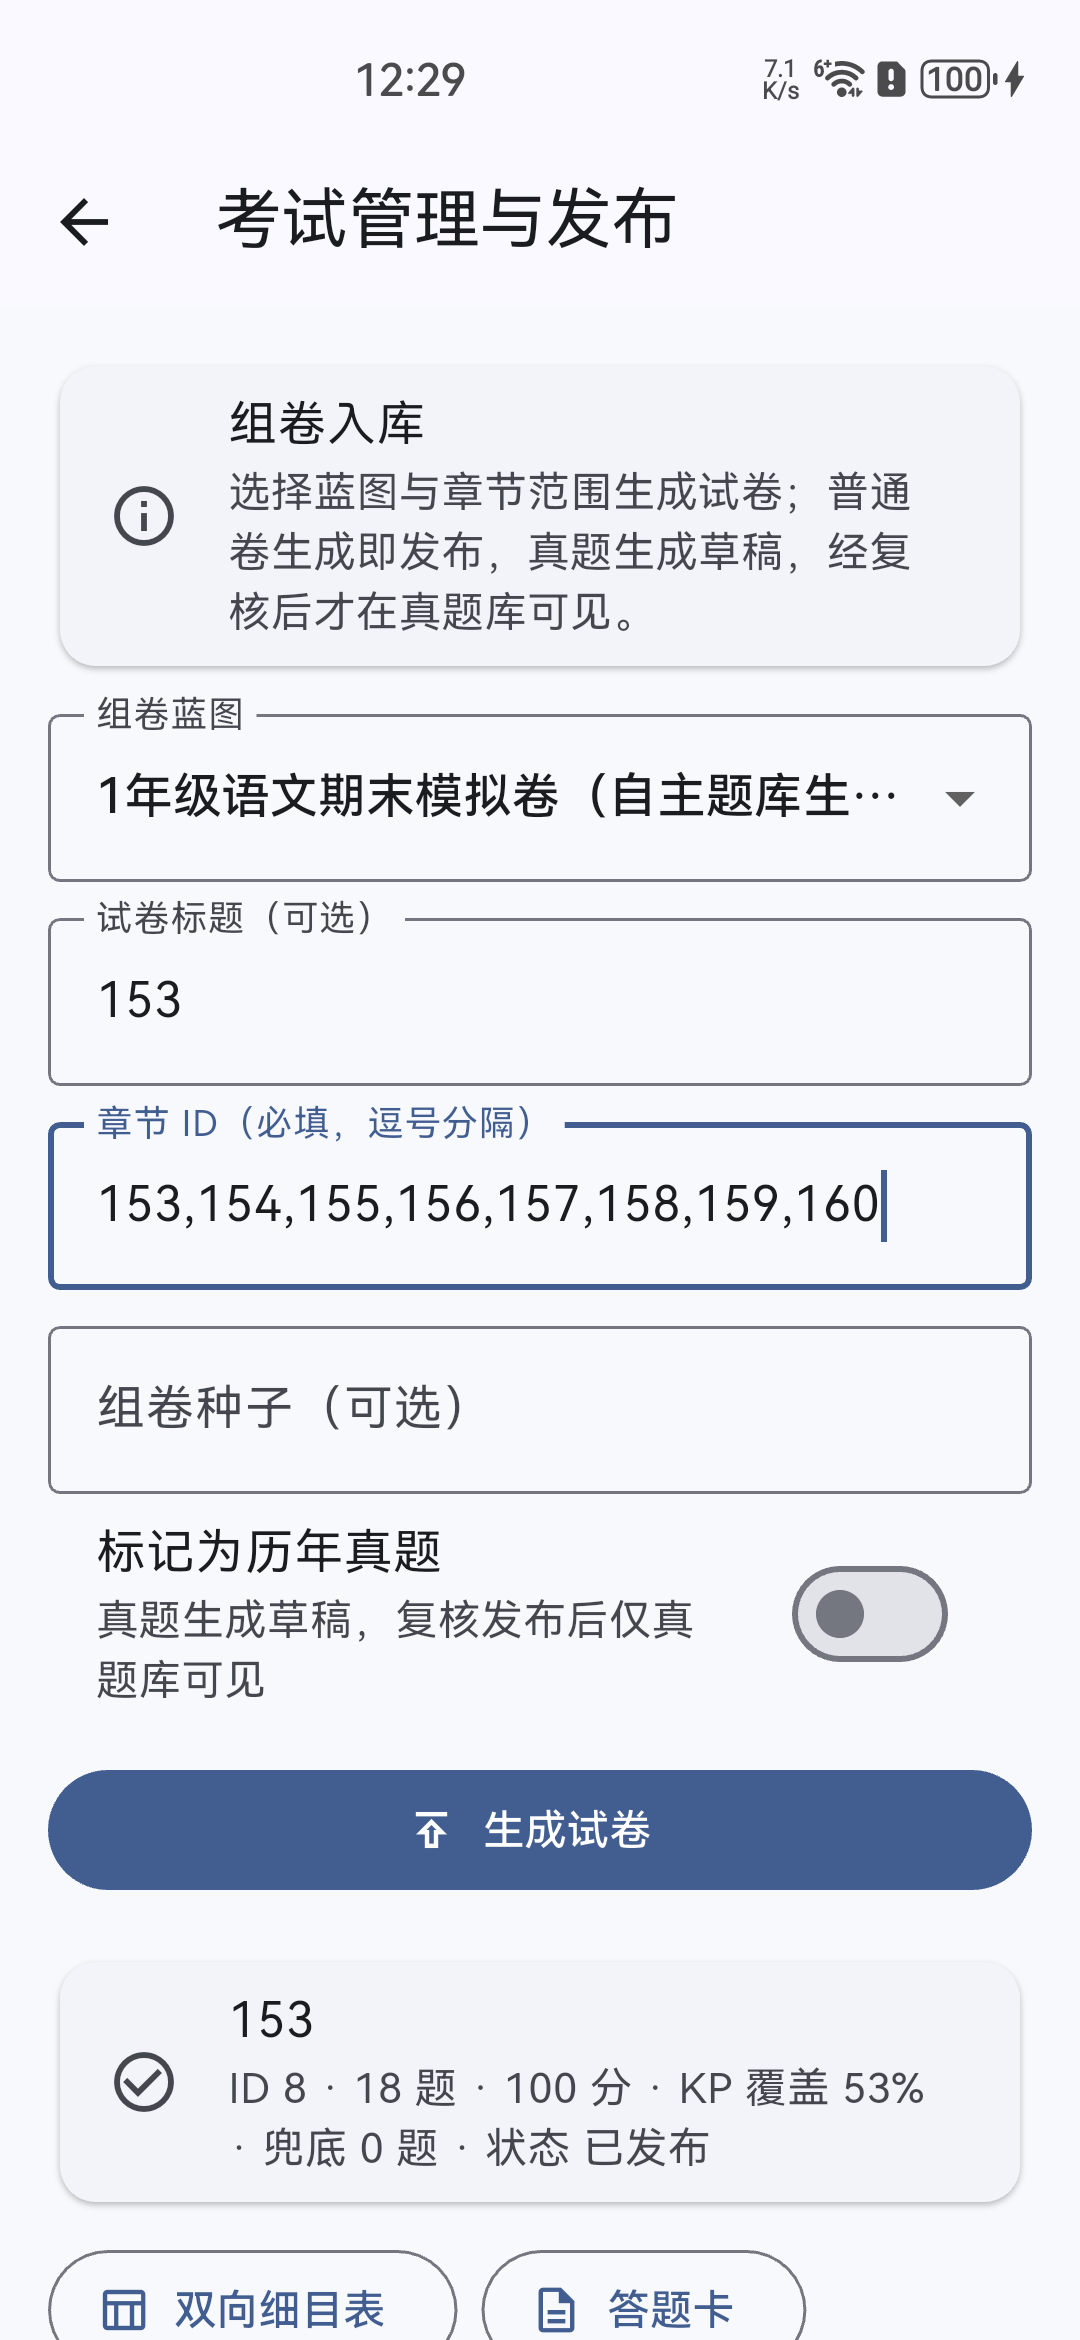 12:29
7.1
K/s
6+
100
考试管理与发布
组卷入库
选择蓝图与章节范围生成试卷；普通
卷生成即发布，真题生成草稿，经复
核后才在真题库可见。
组卷蓝图
1年级语文期末模拟卷（自主题库生…
试卷标题（可选）
153
章节 ID（必填，逗号分隔）
153,154,155,156,157,158,159,160
组卷种子（可选）
标记为历年真题
真题生成草稿，复核发布后仅真
题库可见
生成试卷
153
ID 8 · 18 题 · 100 分 · KP 覆盖 53%
· 兜底 0 题 · 状态 已发布
双向细目表
答题卡